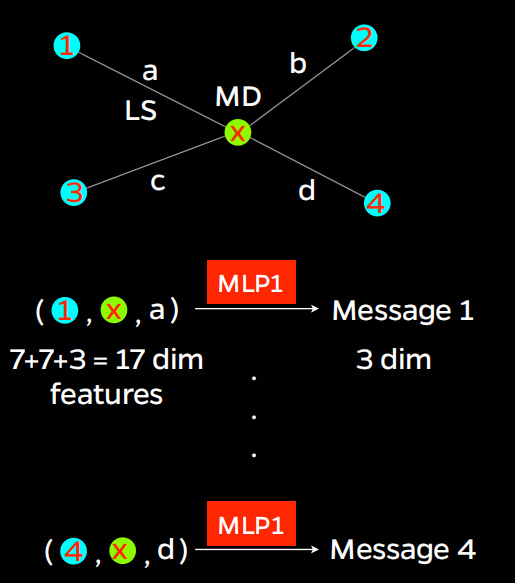 1
2
a
b
LS
MD
x
3
c
d
4
( 1 , x , a )
MLP1
Message 1
7+7+3 = 17 dim
features
3 dim
.
.
.
( 4 , x , d )
MLP1
Message 4